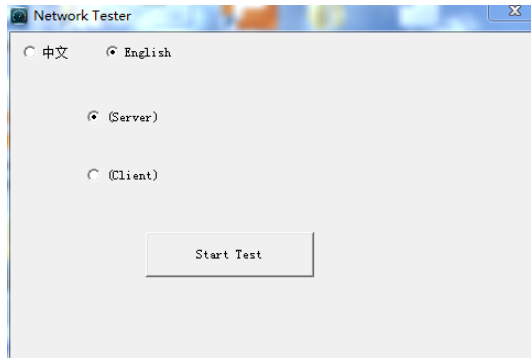 Network Tester
中文 English
(Server)
(Client)
Start Test